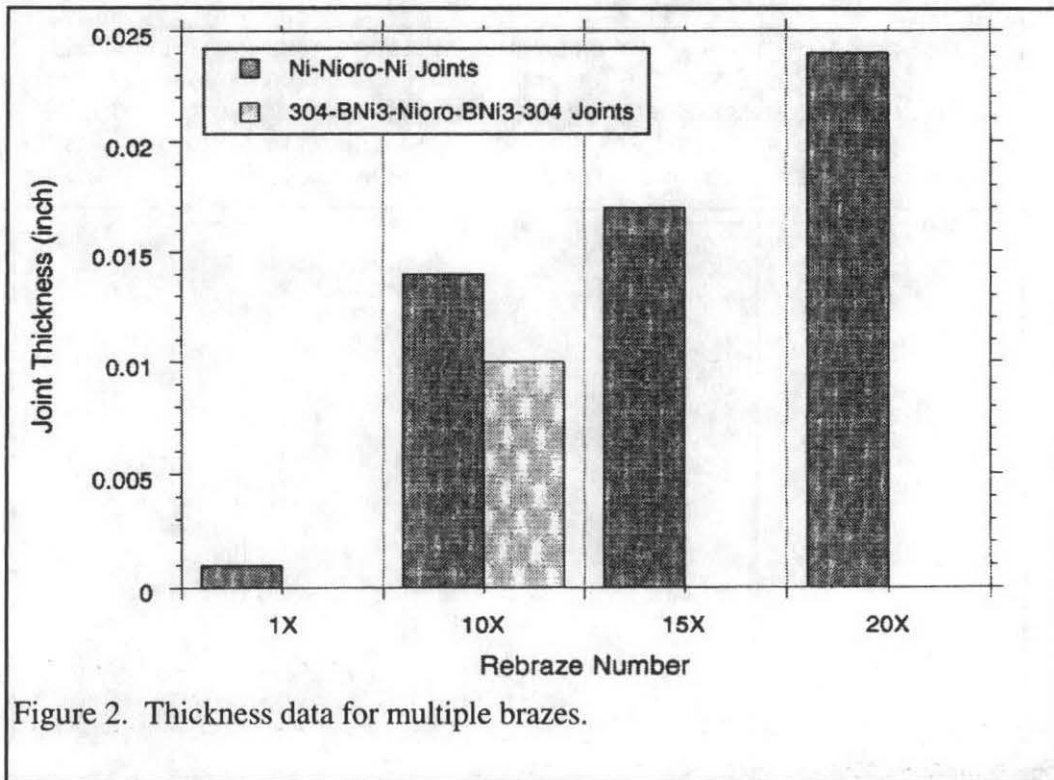 0.025
0.02
0.015
0.01
0.005
0
Joint Thickness (inch)
Ni-Nioro-Ni Joints
304-BNi3-Nioro-BNi3-304 Joints
1X 10X 15X 20X
Rebraze Number
Figure 2. Thickness data for multiple brazes.